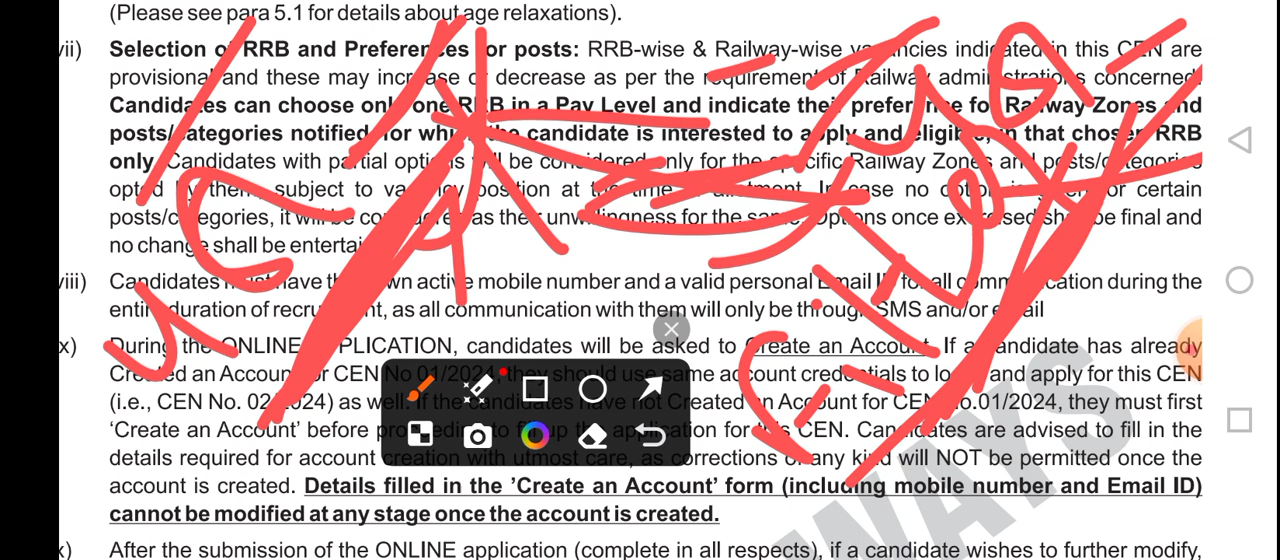 (Please see para 5.1 for details about age relaxations).
vii) Selection of RRB and Preferences for posts: RRB-wise & Railway-wise vacancies indicated in this CEN are
provisional and these may increase or decrease as per the requirement of Railway administrations concerned.
Candidates can choose only one RRB in a Pay Level and indicate their preference for Railway Zones and
posts/categories notified, for which the candidate is interested to apply and eligible, in that chosen RRB
only. Candidates with partial options will be considered only for the specific Railway Zones and posts/categories
opted by them, subject to vacancy position at the time allotment. In case no option is given for certain
posts/categories, it will be considered as their unwillingness for the same. Options once exercised shall be final and
no change shall be entertai
viii) Candidates must have their own active mobile number and a valid personal Email ID for all communication during the
entire duration of recruitment, as all communication with them will only be through SMS and/or email
x) During the ONLINE APPLICATION, candidates will be asked to Create an Account. If a candidate has already
Created an Account for CEN No 01/2024, they should use same account credentials to login and apply for this CEN
(i.e., CEN No. 02/2024) as well. If the candidates have not Created an Account for CEN No.01/2024, they must first
‘Create an Account’ before proceeding to fill up the application for this CEN. Candidates are advised to fill in the
details required for account creation with utmost care, as corrections of any kind will NOT be permitted once the
account is created. Details filled in the ’Create an Account’ form (including mobile number and Email ID)
cannot be modified at any stage once the account is created.
x) After the submission of the ONLINE application (complete in all respects), if a candidate wishes to further modify,
WAYS